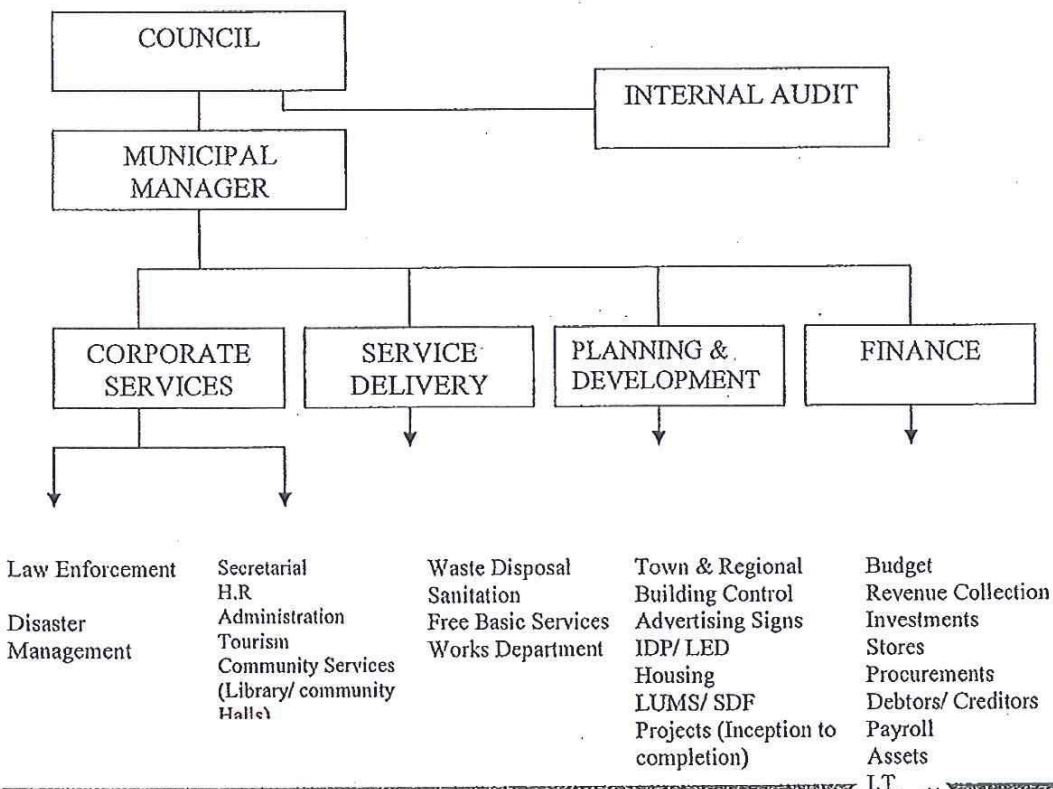 COUNCIL
INTERNAL AUDIT
MUNICIPAL
MANAGER
CORPORATE
SERVICES
SERVICE
DELIVERY
PLANNING &
DEVELOPMENT
FINANCE
Law Enforcement
Disaster
Management
Secretarial
H.R
Administration
Tourism
Community Services
(Library/ community
Halls)
Waste Disposal
Sanitation
Free Basic Services
Works Department
Town & Regional
Building Control
Advertising Signs
IDP/ LED
Housing
LUMS/ SDF
Projects (Inception to
completion)
Budget
Revenue Collection
Investments
Stores
Procurements
Debtors/ Creditors
Payroll
Assets
I.T